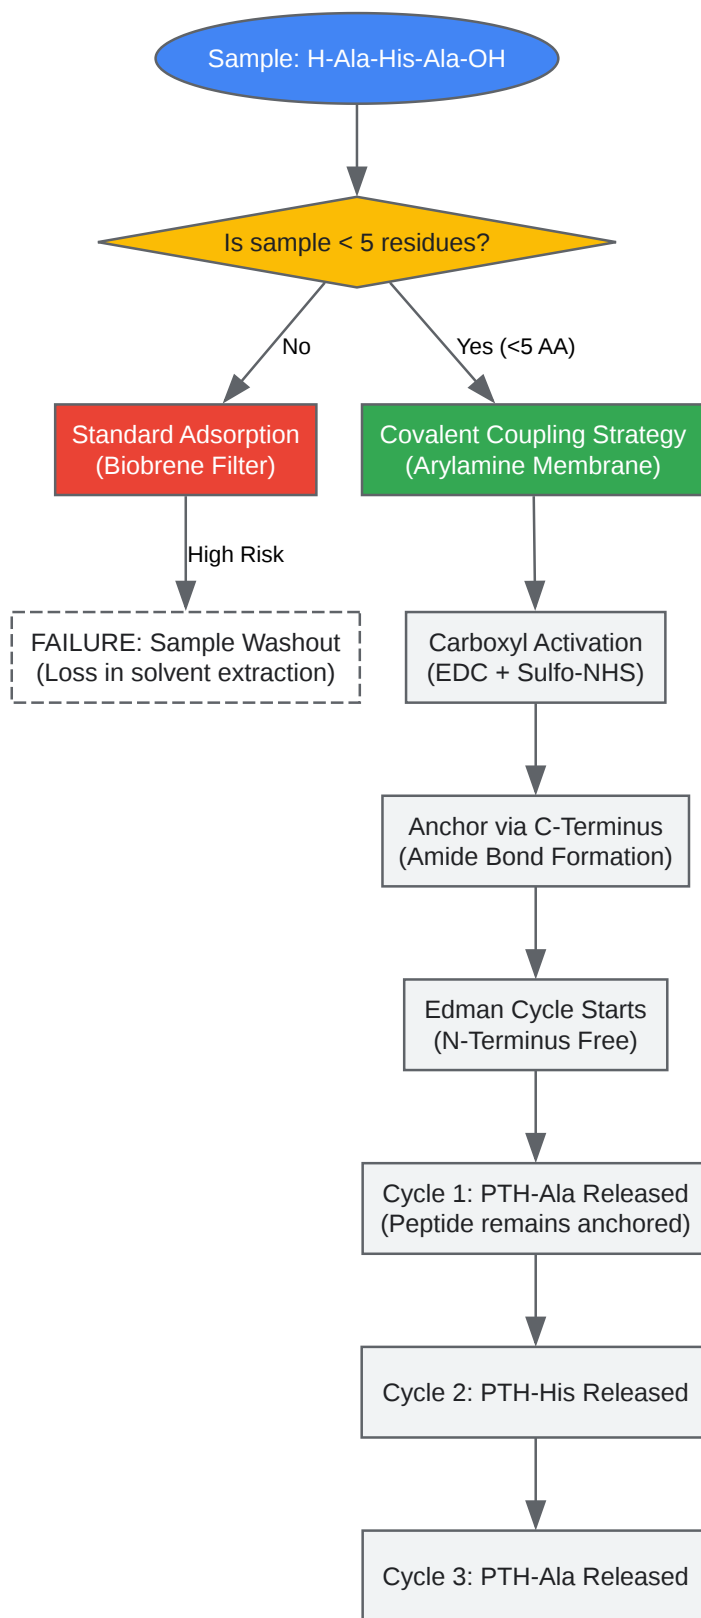 Sample: H-Ala-His-Ala-OH
Is sample < 5 residues?
No
Yes (<5 AA)
Standard Adsorption
(Biobrene Filter)
Covalent Coupling Strategy
(Arylamine Membrane)
High Risk
FAILURE: Sample Washout
(Loss in solvent extraction)
Carboxyl Activation
(EDC + Sulfo-NHS)
Anchor via C-Terminus
(Amide Bond Formation)
Edman Cycle Starts
(N-Terminus Free)
Cycle 1: PTH-Ala Released
(Peptide remains anchored)
Cycle 2: PTH-His Released
Cycle 3: PTH-Ala Released